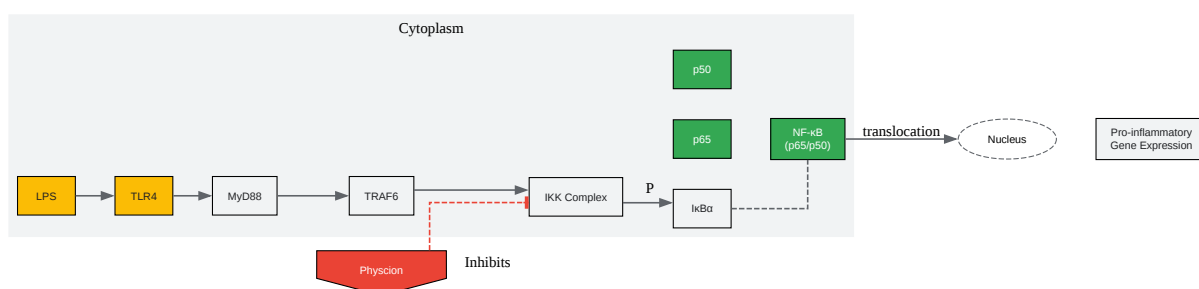 Cytoplasm
p50
p65
NF-κB
(p65/p50)
translocation
Nucleus
Pro-inflammatory
Gene Expression
LPS
TLR4
MyD88
TRAF6
IKK Complex
P
IκBα
Physcion
Inhibits